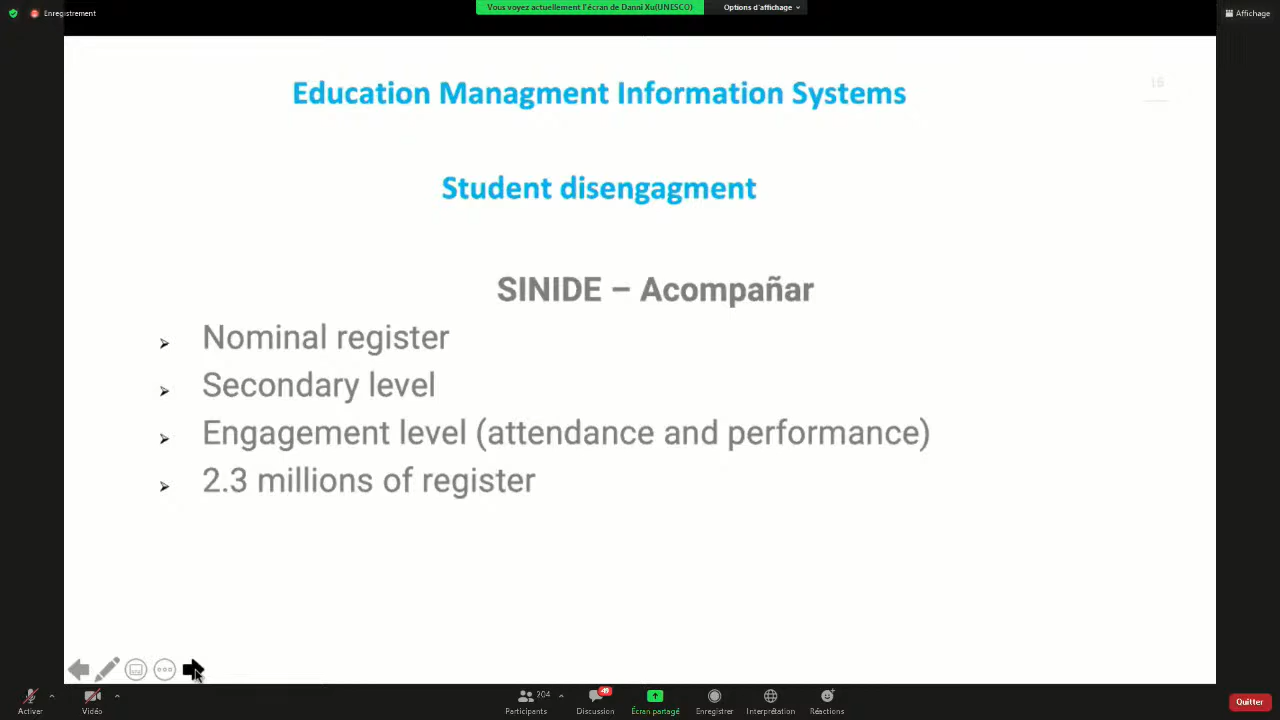 Enregistrement
Vous voyez actuellement l'écran de Danni Xu(UNESCO)
Options d'affichage
Affichage
Education Managment Information Systems
16
Student disengagment
SINIDE – Acompañar
Nominal register
Secondary level
Engagement level (attendance and performance)
2.3 millions of register
Activer
Vidéo
Participants
304
Discussion
Écran partagé
Enregistrer
Interprétation
Réactions
Quitter